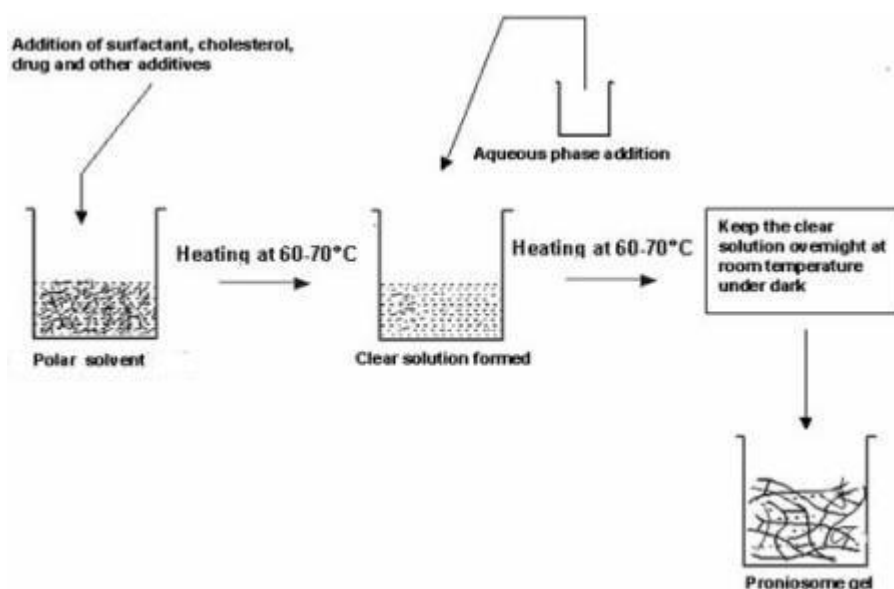 Addition of surfactant, cholesterol,
drug and other additives
Aqueous phase addition
Heating at 60-70°C
Heating at 60-70°C
Keep the clear
solution overnight at
room temperature
under dark
Polar solvent
Clear solution formed
Proniosome gel